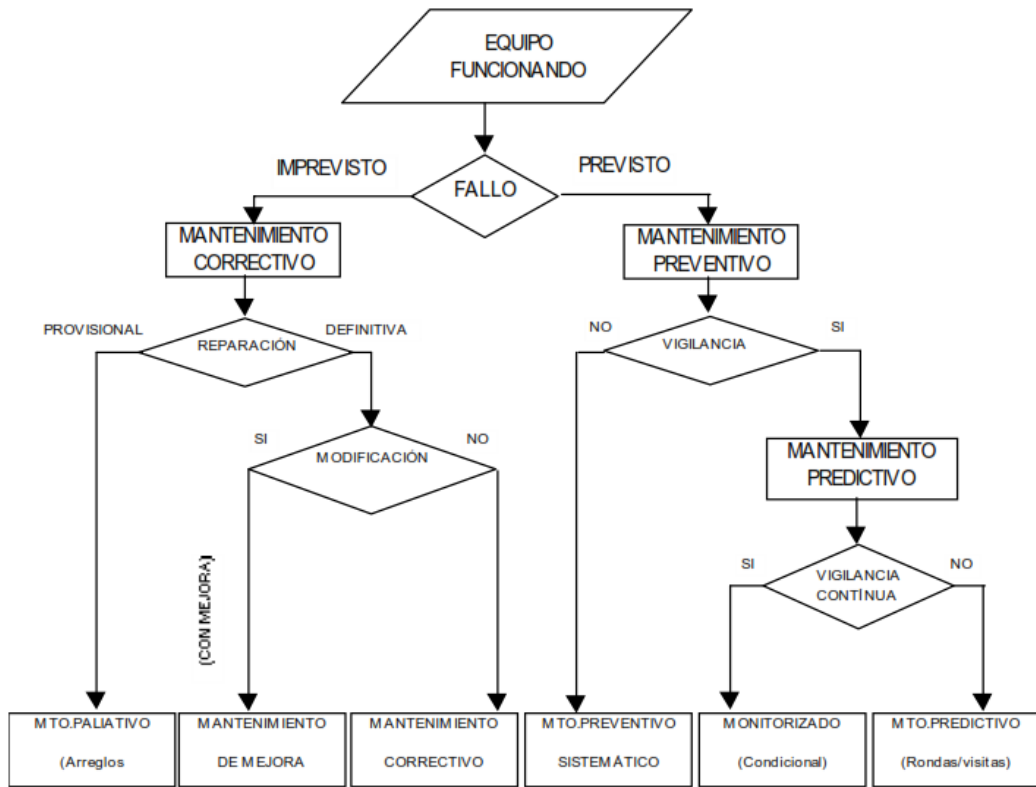 EQUIPO
FUNCIONANDO
IMPREVISTO
PREVISTO
FALLO
MANTENIMIENTO
CORRECTIVO
MANTENIMIENTO
PREVENTIVO
PROVISIONAL
DEFINITIVA
REPARACIÓN
NO
SI
VIGILANCIA
SI
NO
MODIFICACIÓN
MANTENIMIENTO
PREDICTIVO
(CON MEJORA)
SI
NO
VIGILANCIA
CONTÍNUA
MTO.PALIATIVO
(Arreglos
MANTENIMIENTO
DE MEJORA
MANTENIMIENTO
CORRECTIVO
MTO.PREVENTIVO
SISTEMÁTICO
MONITORIZADO
(Condicional)
MTO.PREDICTIVO
(Rondas/visitas)